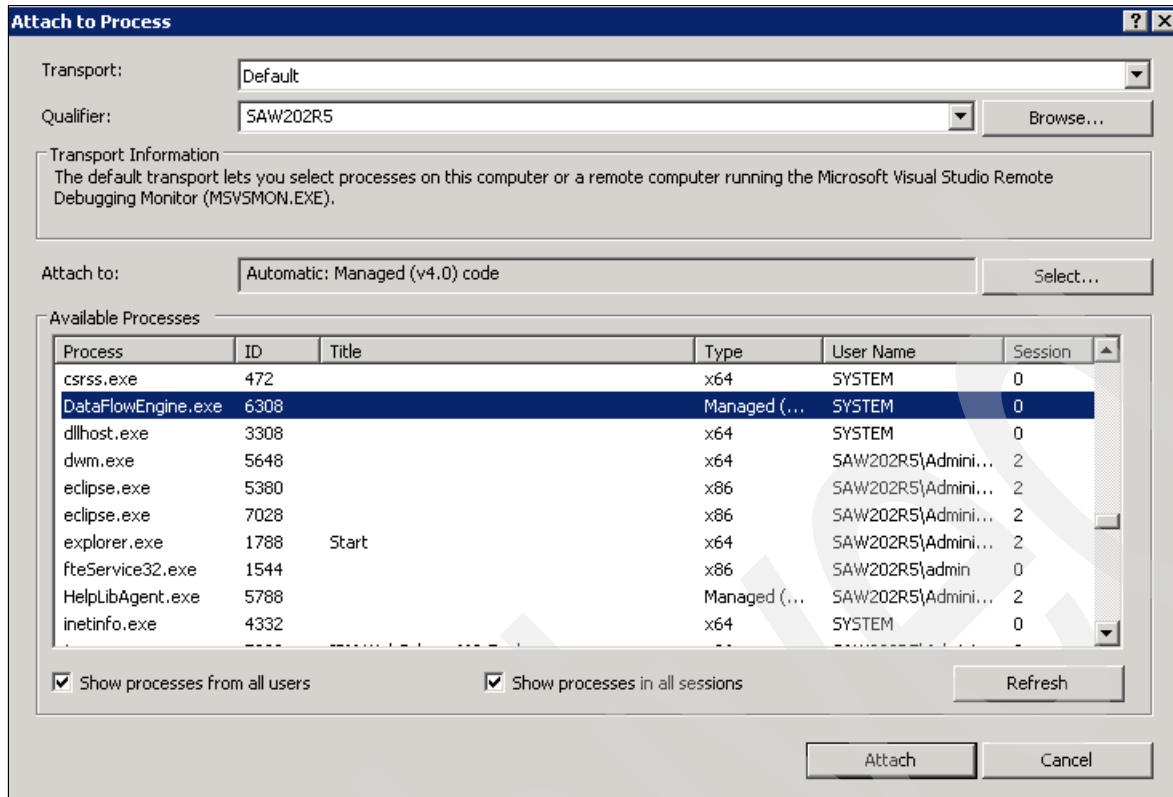 Attach to Process
Transport: Default
Qualifier: SAW202R5 Browse...
Transport Information
The default transport lets you select processes on this computer or a remote computer running the Microsoft Visual Studio Remote
Debugging Monitor (MSVSMON.EXE).
Attach to: Automatic: Managed (v4.0) code Select...
Available Processes
Process ID Title Type User Name Session
csrss.exe 472 x64 SYSTEM 0
DataFlowEngine.exe 6308 Managed (... SYSTEM 0
dllhost.exe 3308 x64 SYSTEM 0
dwm.exe 5648 x64 SAW202R5\Admini... 2
eclipse.exe 5380 x86 SAW202R5\Admini... 2
eclipse.exe 7028 x86 SAW202R5\Admini... 2
explorer.exe 1788 Start x64 SAW202R5\Admini... 2
fteService32.exe 1544 x86 SAW202R5\admin 0
HelpLibAgent.exe 5788 Managed (... SAW202R5\Admini... 2
inetinfo.exe 4332 x64 SYSTEM 0
Show processes from all users Show processes in all sessions Refresh
Attach Cancel